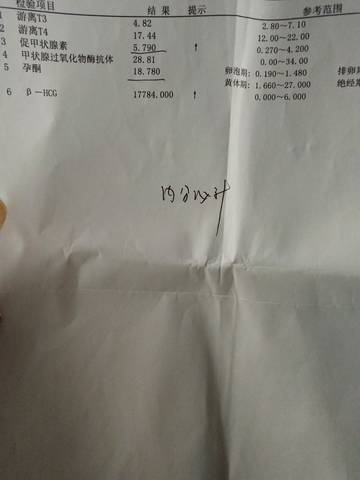 检验项目 结 果 提示 参考范围
1 游离T3 4.82 2.80~7.10
2 游离T4 17.44 12.00~22.00
3 促甲状腺素 5.790 ↑ 0.270~4.200
4 甲状腺过氧化物酶抗体 28.81 0.00~34.00
5 孕酮 18.780 卵泡期: 0.190~1.480 排卵期
黄体期: 1.660~27.000 绝经期
6 β-HCG 17784.000 ↑ 0.000~6.000
内分泌科